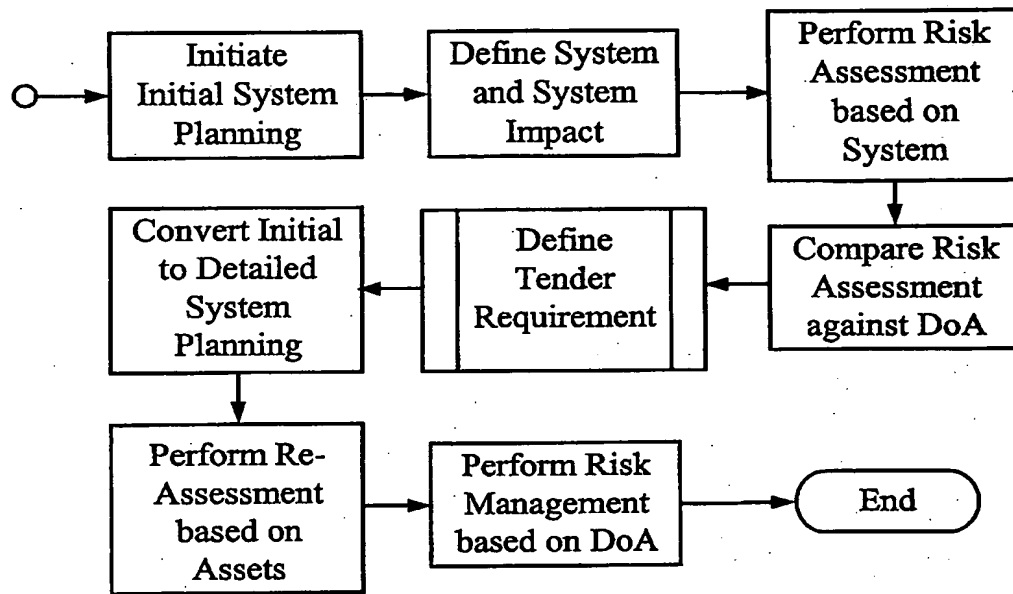 Initiate
Initial System
Planning
Define System
and System
Impact
Perform Risk
Assessment
based on
System
Compare Risk
Assessment
against DoA
Define
Tender
Requirement
Convert Initial
to Detailed
System
Planning
Perform Re-
Assessment
based on
Assets
Perform Risk
Management
based on DoA
End